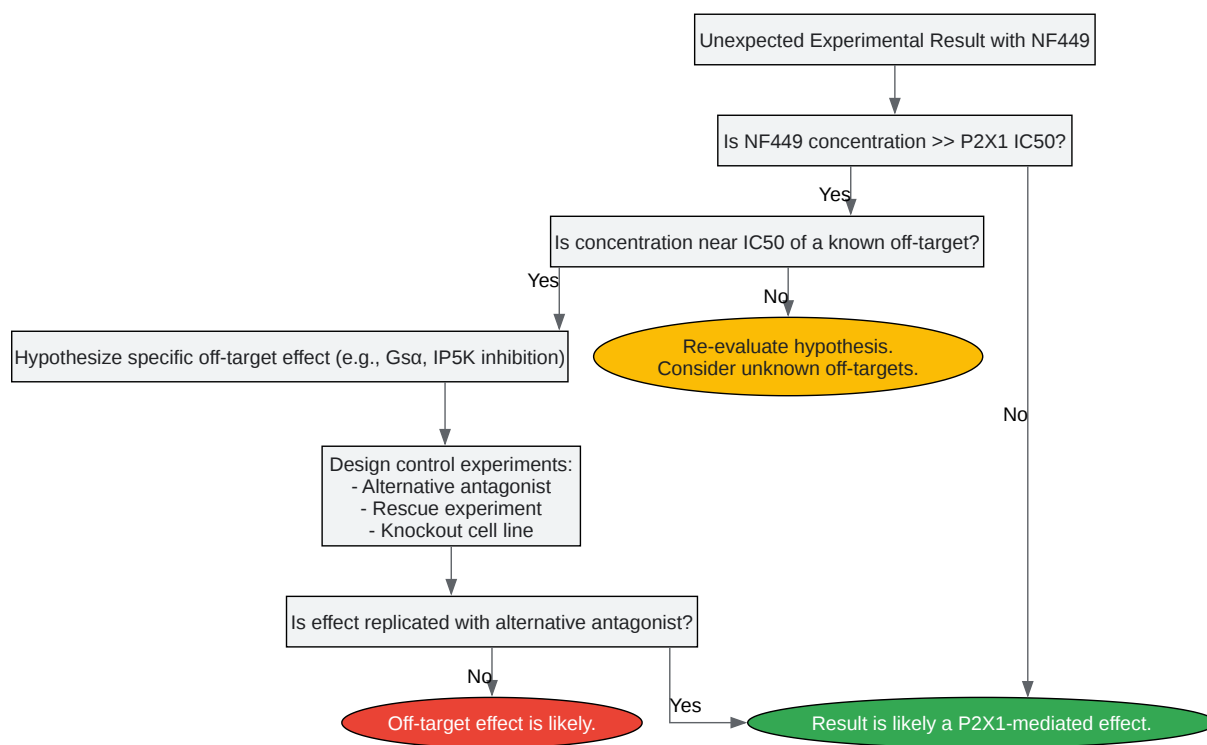 Unexpected Experimental Result with NF449
Is NF449 concentration >> P2X1 IC50?
Yes
Is concentration near IC50 of a known off-target?
Yes
No
Hypothesize specific off-target effect (e.g., Gsα, IP5K inhibition)
Re-evaluate hypothesis.
Consider unknown off-targets.
No
Design control experiments:
- Alternative antagonist
- Rescue experiment
- Knockout cell line
Is effect replicated with alternative antagonist?
No
Yes
Off-target effect is likely.
Result is likely a P2X1-mediated effect.